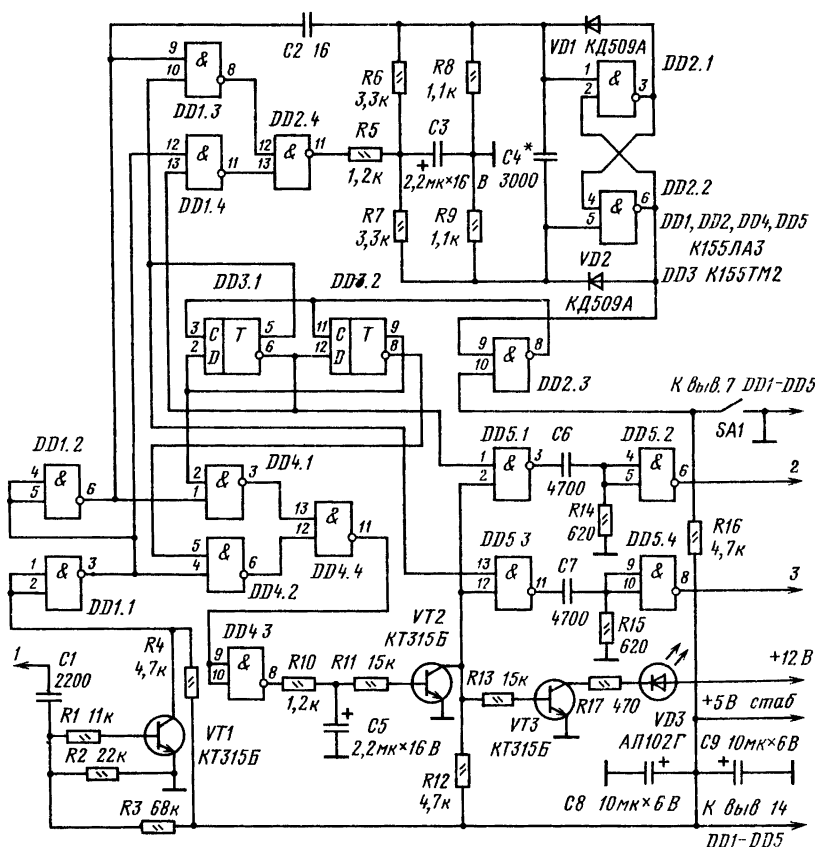 C2 16
VD1 КД509А
DD2.1
9
10
&
8
DD1.3
R6
3,3к
R8
1,1к
1
2
&
3
DD2.4
12
13
&
11
DD1.4
12
13
&
11
R5
1,2к
C3
+
2,2мк×16 В
C4*
3000
DD2.2
4
5
&
6
DD1, DD2, DD4, DD5
К155ЛА3
DD3 К155ТМ2
R7
3,3к
R9
1,1к
VD2
КД509А
DD3.1
DD3.2
3
2
C
D
T
5
6
11
12
C
D
T
9
8
9
10
&
8
DD2.3
К выв. 7 DD1-DD5
SA1
DD1.2
4
5
&
6
DD4.1
2
1
&
3
DD5.1
1
2
&
3
C6
4700
DD5.2
4
5
&
6
2
R14
620
R16
4,7к
1
2
&
3
DD1.1
5
4
&
6
DD4.2
13
12
&
11
DD4.4
DD5.3
13
12
&
11
C7
4700
DD5.4
9
10
&
8
3
R15
620
R4
4,7к
DD4.3
9
10
&
8
VT2
КТ315Б
1
C1
2200
R10
1,2к
R11 15к
+
C5
2,2мк×16 В
R13 15к
VT3
КТ315Б
R17 470
VD3
АЛ102Г
+12 В
+5 В стаб
R1 11к
R2 22к
VT1
КТ315Б
R3 68к
R12
4,7к
C9 10мк×6В
+
+
C8 10мк×6 В
К выв 14
DD1-DD5